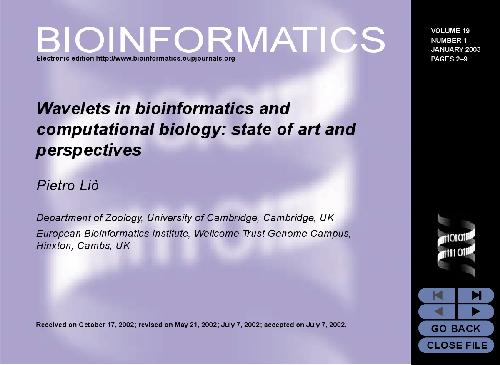 BIOINFORMATICS
Electronic edition http://www.bioinformatics.oupjournals.org
VOLUME 19
NUMBER 1
JANUARY 2003
PAGES 2–9
Wavelets in bioinformatics and
computational biology: state of art and
perspectives
Pietro Liò
Department of Zoology, University of Cambridge, Cambridge, UK
European Bioinformatics Institute, Wellcome Trust Genome Campus,
Hinxton, Cambs, UK
Received on October 17, 2002; revised on May 21, 2002; July 7, 2002; accepted on July 7, 2002.
GO BACK
CLOSE FILE